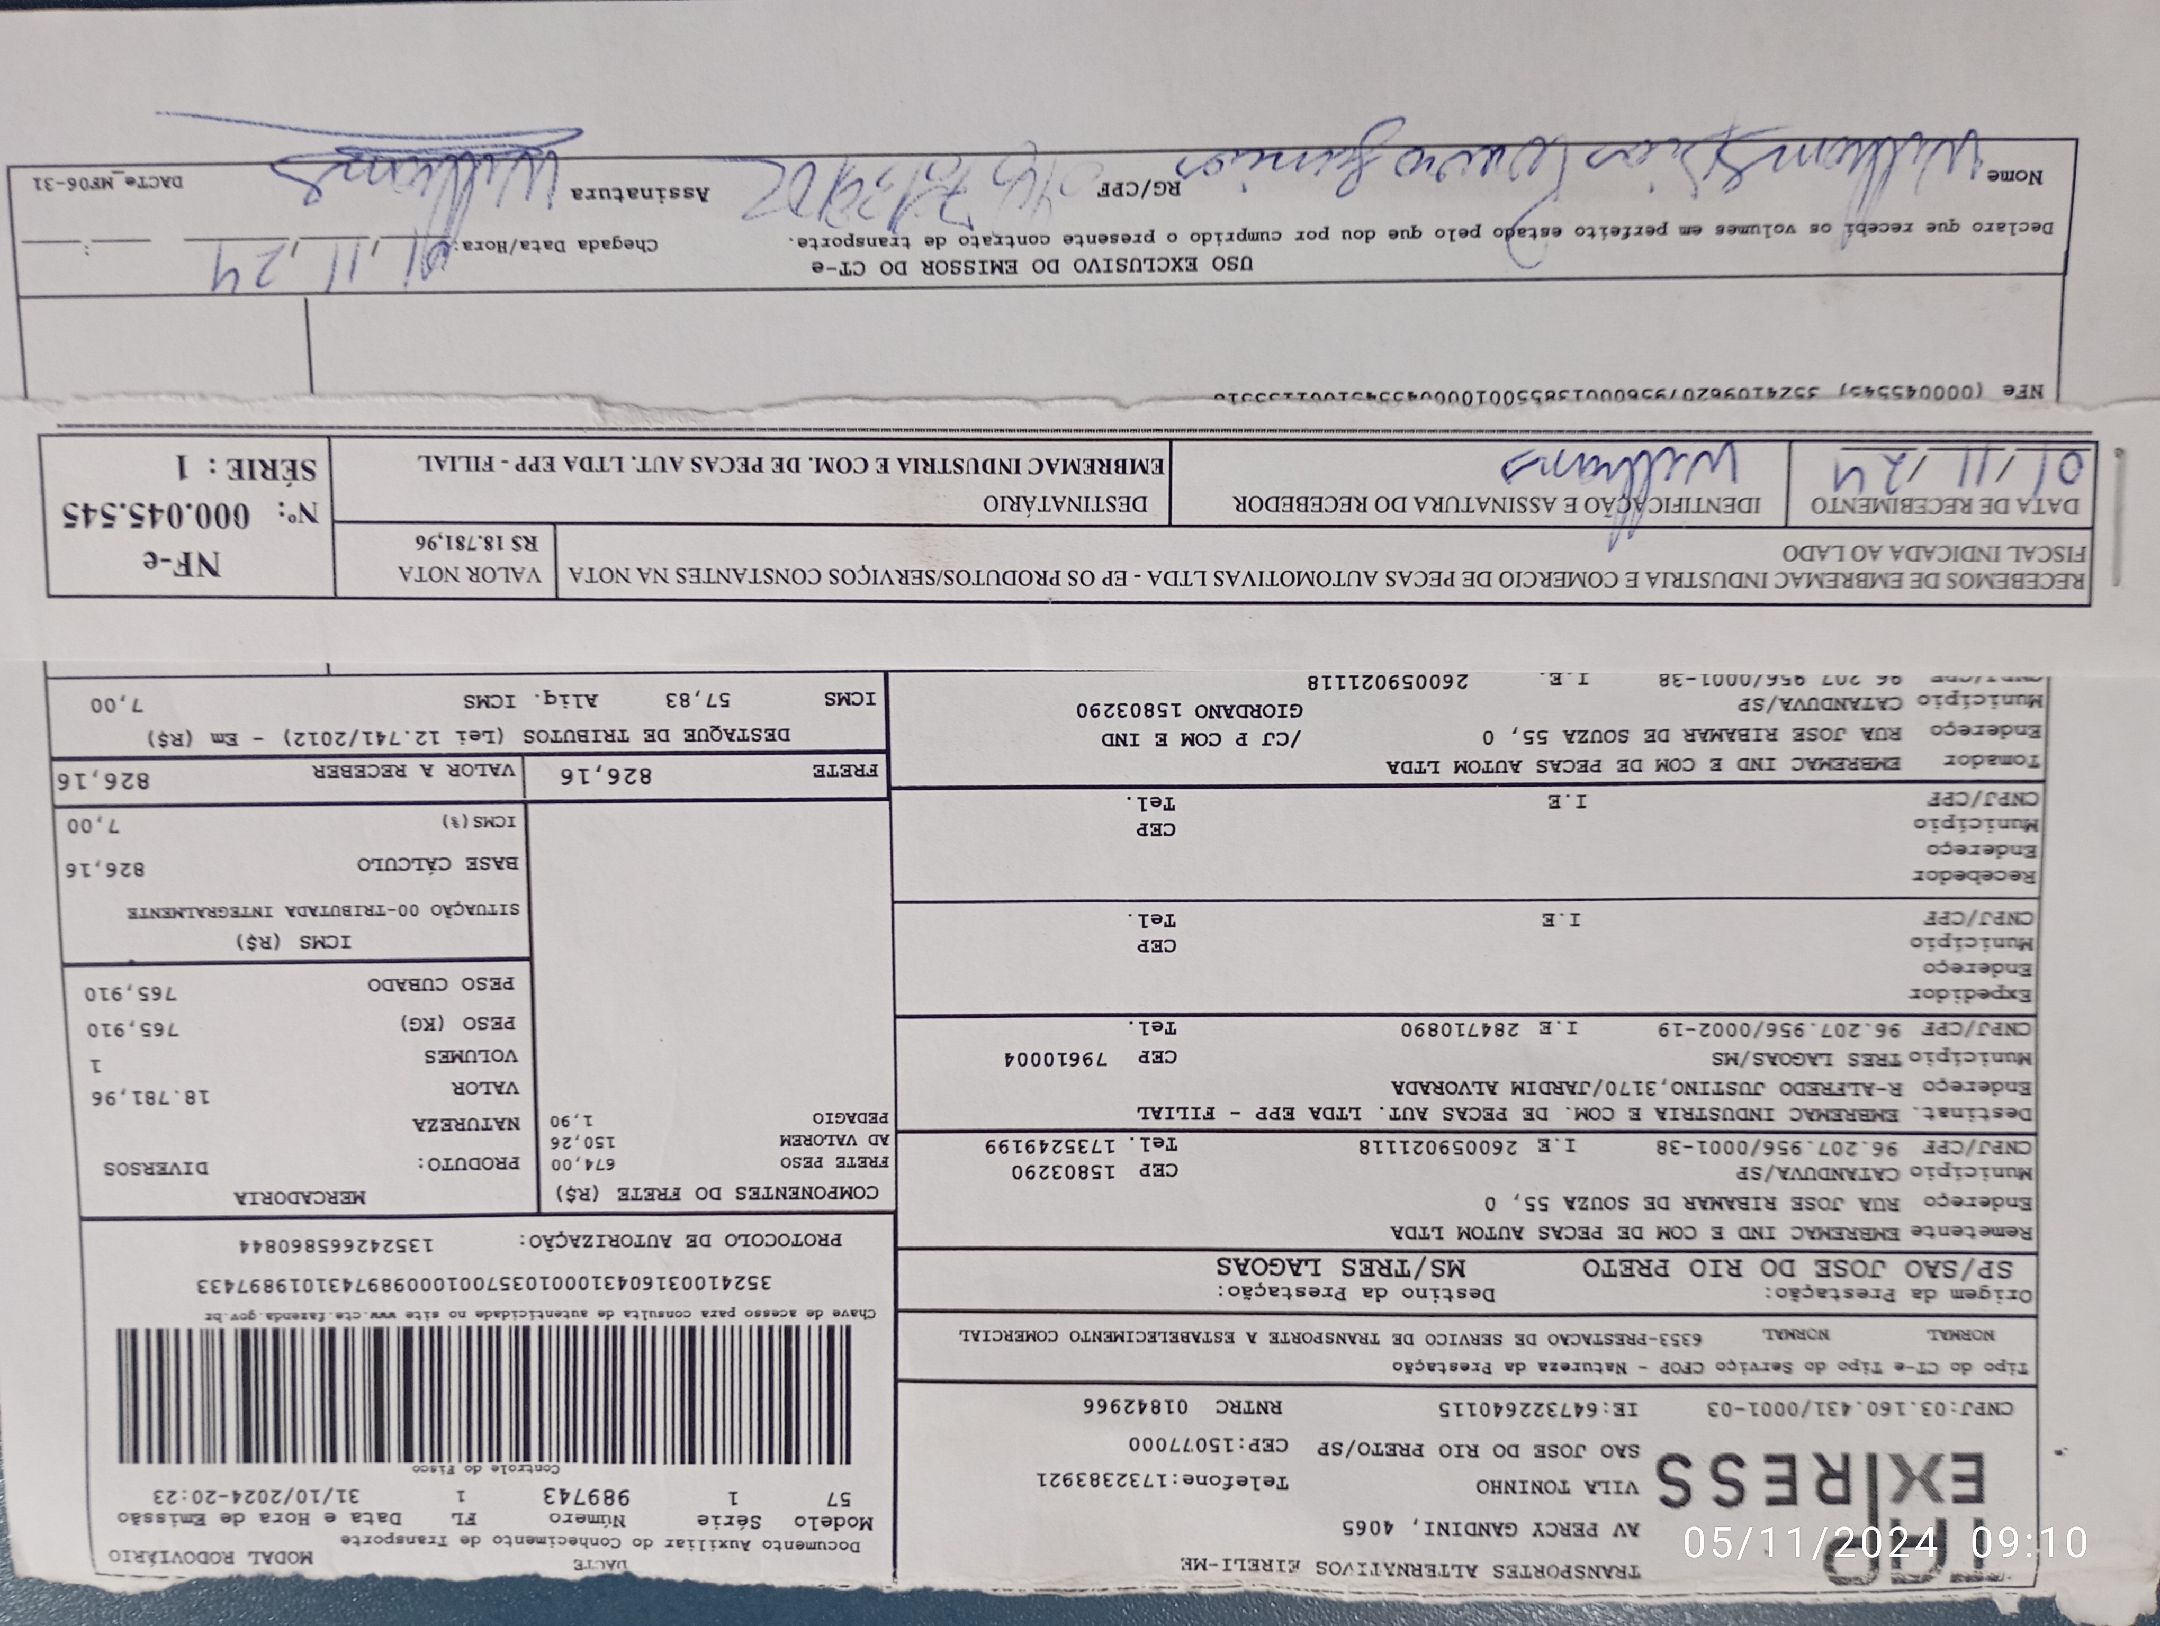 TRANSPORTES ALTERNATIVOS EIRELI-ME
AV PERCY GANDINI, 4065
VILA TONINHO Telefone:1732383921
SAO JOSE DO RIO PRETO/SP CEP:15077000
EXPRESS
CNPJ:03.160.431/0001-03 IE:647322640115 RNTRC 01842966
DACTE MODAL RODOVIÁRIO
Documento Auxiliar do Conhecimento de Transporte
Modelo Série Número FL Data e Hora de Emissão
57 1 989743 1 31/10/2024-20:23
Controle do Fisco
Chave de acesso para consulta de autenticidade no site www.cte.fazenda.gov.br
35241003160431000103570010009897431019897433
PROTOCOLO DE AUTORIZAÇÃO: 135242665860844
Tipo do CT-e Tipo do Serviço CFOP - Natureza da Prestação
NORMAL NORMAL 6353-PRESTACAO DE SERVICO DE TRANSPORTE A ESTABELECIMENTO COMERCIAL
Origem da Prestação: Destino da Prestação:
SP/SAO JOSE DO RIO PRETO MS/TRES LAGOAS
Remetente EMBREMAC IND E COM DE PECAS AUTOM LTDA
Endereço RUA JOSE RIBAMAR DE SOUZA 55, 0
Município CATANDUVA/SP CEP 15803290
CNPJ/CPF 96.207.956/0001-38 I.E 260059021118 Tel. 1735249199
Destinat. EMBREMAC INDUSTRIA E COM. DE PECAS AUT. LTDA EPP - FILIAL
Endereço R-ALFREDO JUSTINO,3170/JARDIM ALVORADA
Município TRES LAGOAS/MS CEP 79610004
CNPJ/CPF 96.207.956/0002-19 I.E 284710890 Tel.
Expedidor
Endereço
Município CEP
CNPJ/CPF I.E Tel.
Recebedor
Endereço
Município CEP
CNPJ/CPF I.E Tel.
Tomador EMBREMAC IND E COM DE PECAS AUTOM LTDA
Endereço RUA JOSE RIBAMAR DE SOUZA 55, 0 /CJ P COM E IND
Município CATANDUVA/SP GIORDANO 15803290
CNPJ/CPF 96.207.956/0001-38 I.E. 260059021118
COMPONENTES DO FRETE (R$)
FRETE PESO 674,00
AD VALOREM 150,26
PEDAGIO 1,90
MERCADORIA
PRODUTO: DIVERSOS
NATUREZA
VALOR 18.781,96
VOLUMES 1
PESO (KG) 765,910
PESO CUBADO 765,910
ICMS (R$)
SITUAÇÃO 00-TRIBUTADA INTEGRALMENTE
BASE CÁLCULO 826,16
ICMS(%) 7,00
FRETE 826,16 VALOR A RECEBER 826,16
DESTAQUE DE TRIBUTOS (Lei 12.741/2012) - Em (R$)
ICMS 57,83 Aliq. ICMS 7,00
RECEBEMOS DE EMBREMAC INDUSTRIA E COMERCIO DE PECAS AUTOMOTIVAS LTDA - EP OS PRODUTOS/SERVIÇOS CONSTANTES NA NOTA
FISCAL INDICADA AO LADO
VALOR NOTA
R$ 18.781,96
NF-e
Nº: 000.045.545
SÉRIE : 1
DATA DE RECEBIMENTO
01/11/24
IDENTIFICAÇÃO E ASSINATURA DO RECEBEDOR
Williams
DESTINATÁRIO
EMBREMAC INDUSTRIA E COM. DE PECAS AUT. LTDA EPP - FILIAL
NFe (000045545)
USO EXCLUSIVO DO EMISSOR DO CT-e
Declaro que recebi os volumes em perfeito estado pelo que dou por cumprido o presente contrato de transporte.
Chegada Data/Hora: 01/11/24
Nome Williams Dias Junior RG/CPF Assinatura Williams
DACTe_MF06-31
05/11/2024 09:10